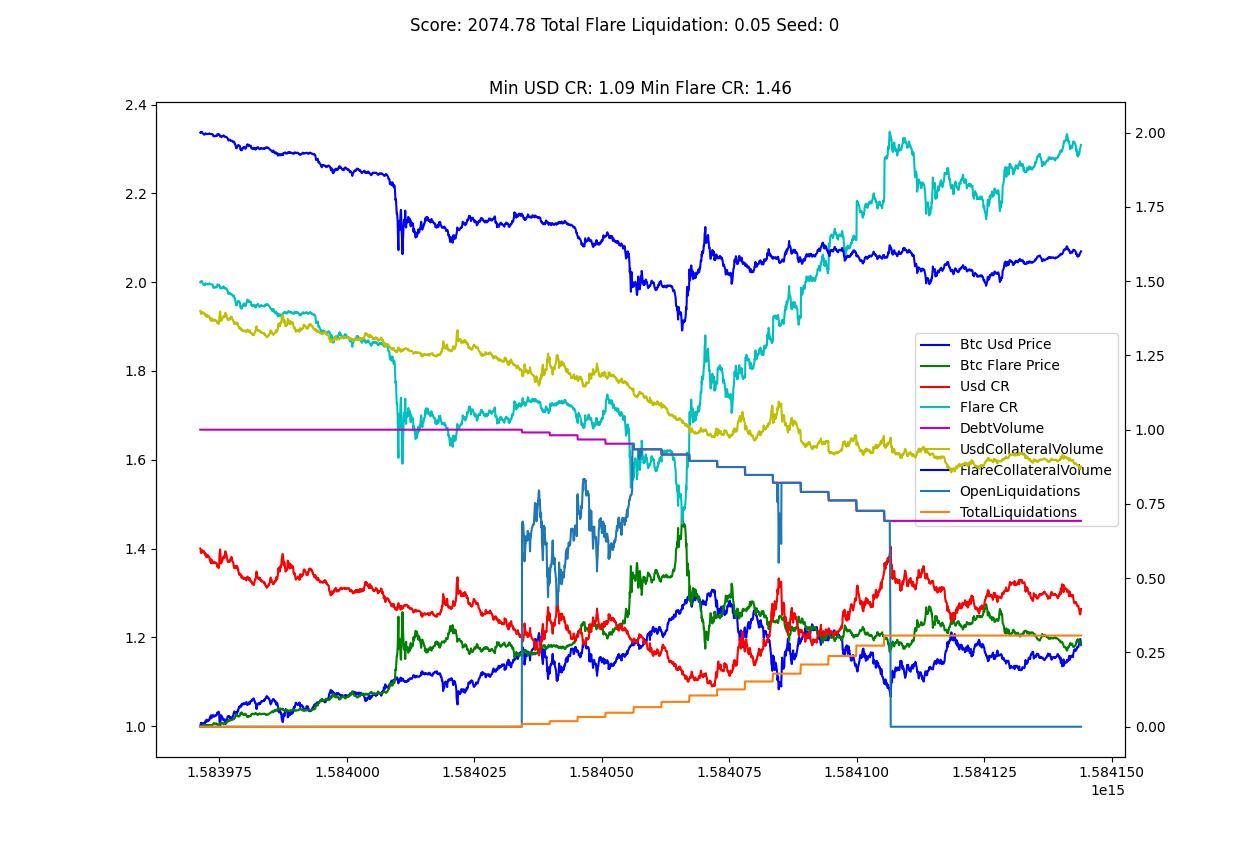 Score: 2074.78 Total Flare Liquidation: 0.05 Seed: 0
Min USD CR: 1.09 Min Flare CR: 1.46
2.4
2.2
2.0
1.8
1.6
1.4
1.2
1.0
2.00
1.75
1.50
1.25
1.00
0.75
0.50
0.25
0.00
Btc Usd Price
Btc Flare Price
Usd CR
Flare CR
DebtVolume
UsdCollateralVolume
FlareCollateralVolume
OpenLiquidations
TotalLiquidations
1.583975 1.584000 1.584025 1.584050 1.584075 1.584100 1.584125 1.584150
1e15